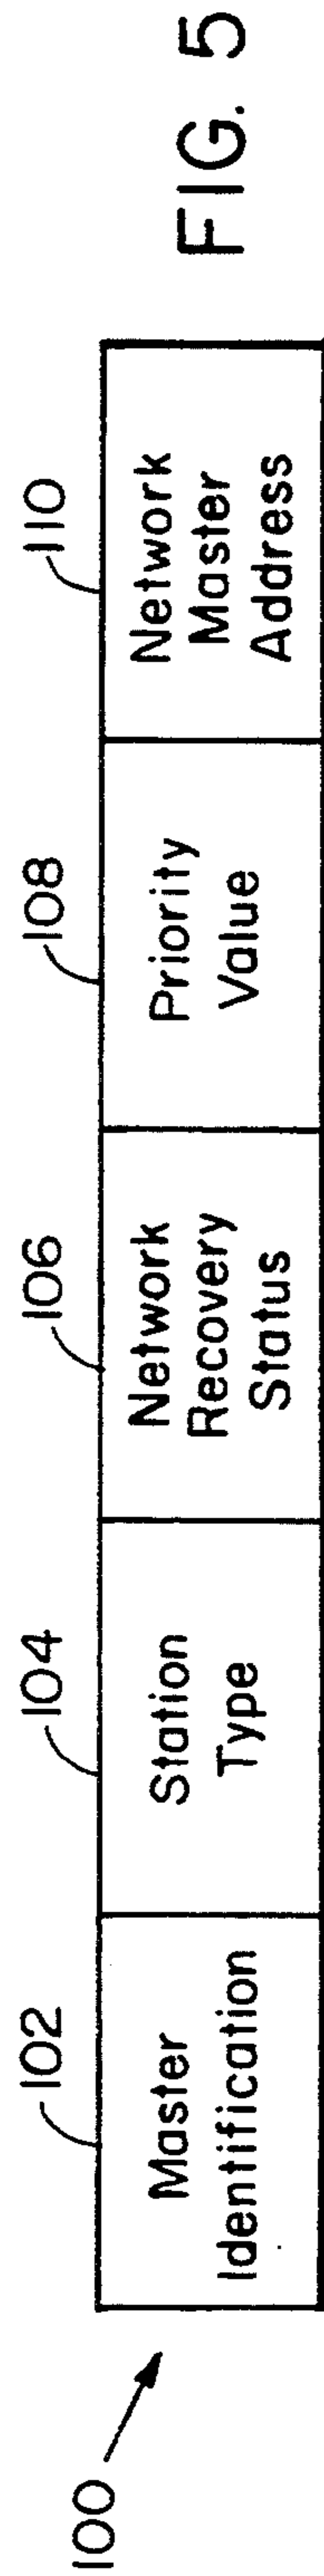 100
102
Master
Identification
104
Station
Type
106
Network
Recovery
Status
108
Priority
Value
110
Network
Master
Address
FIG. 5